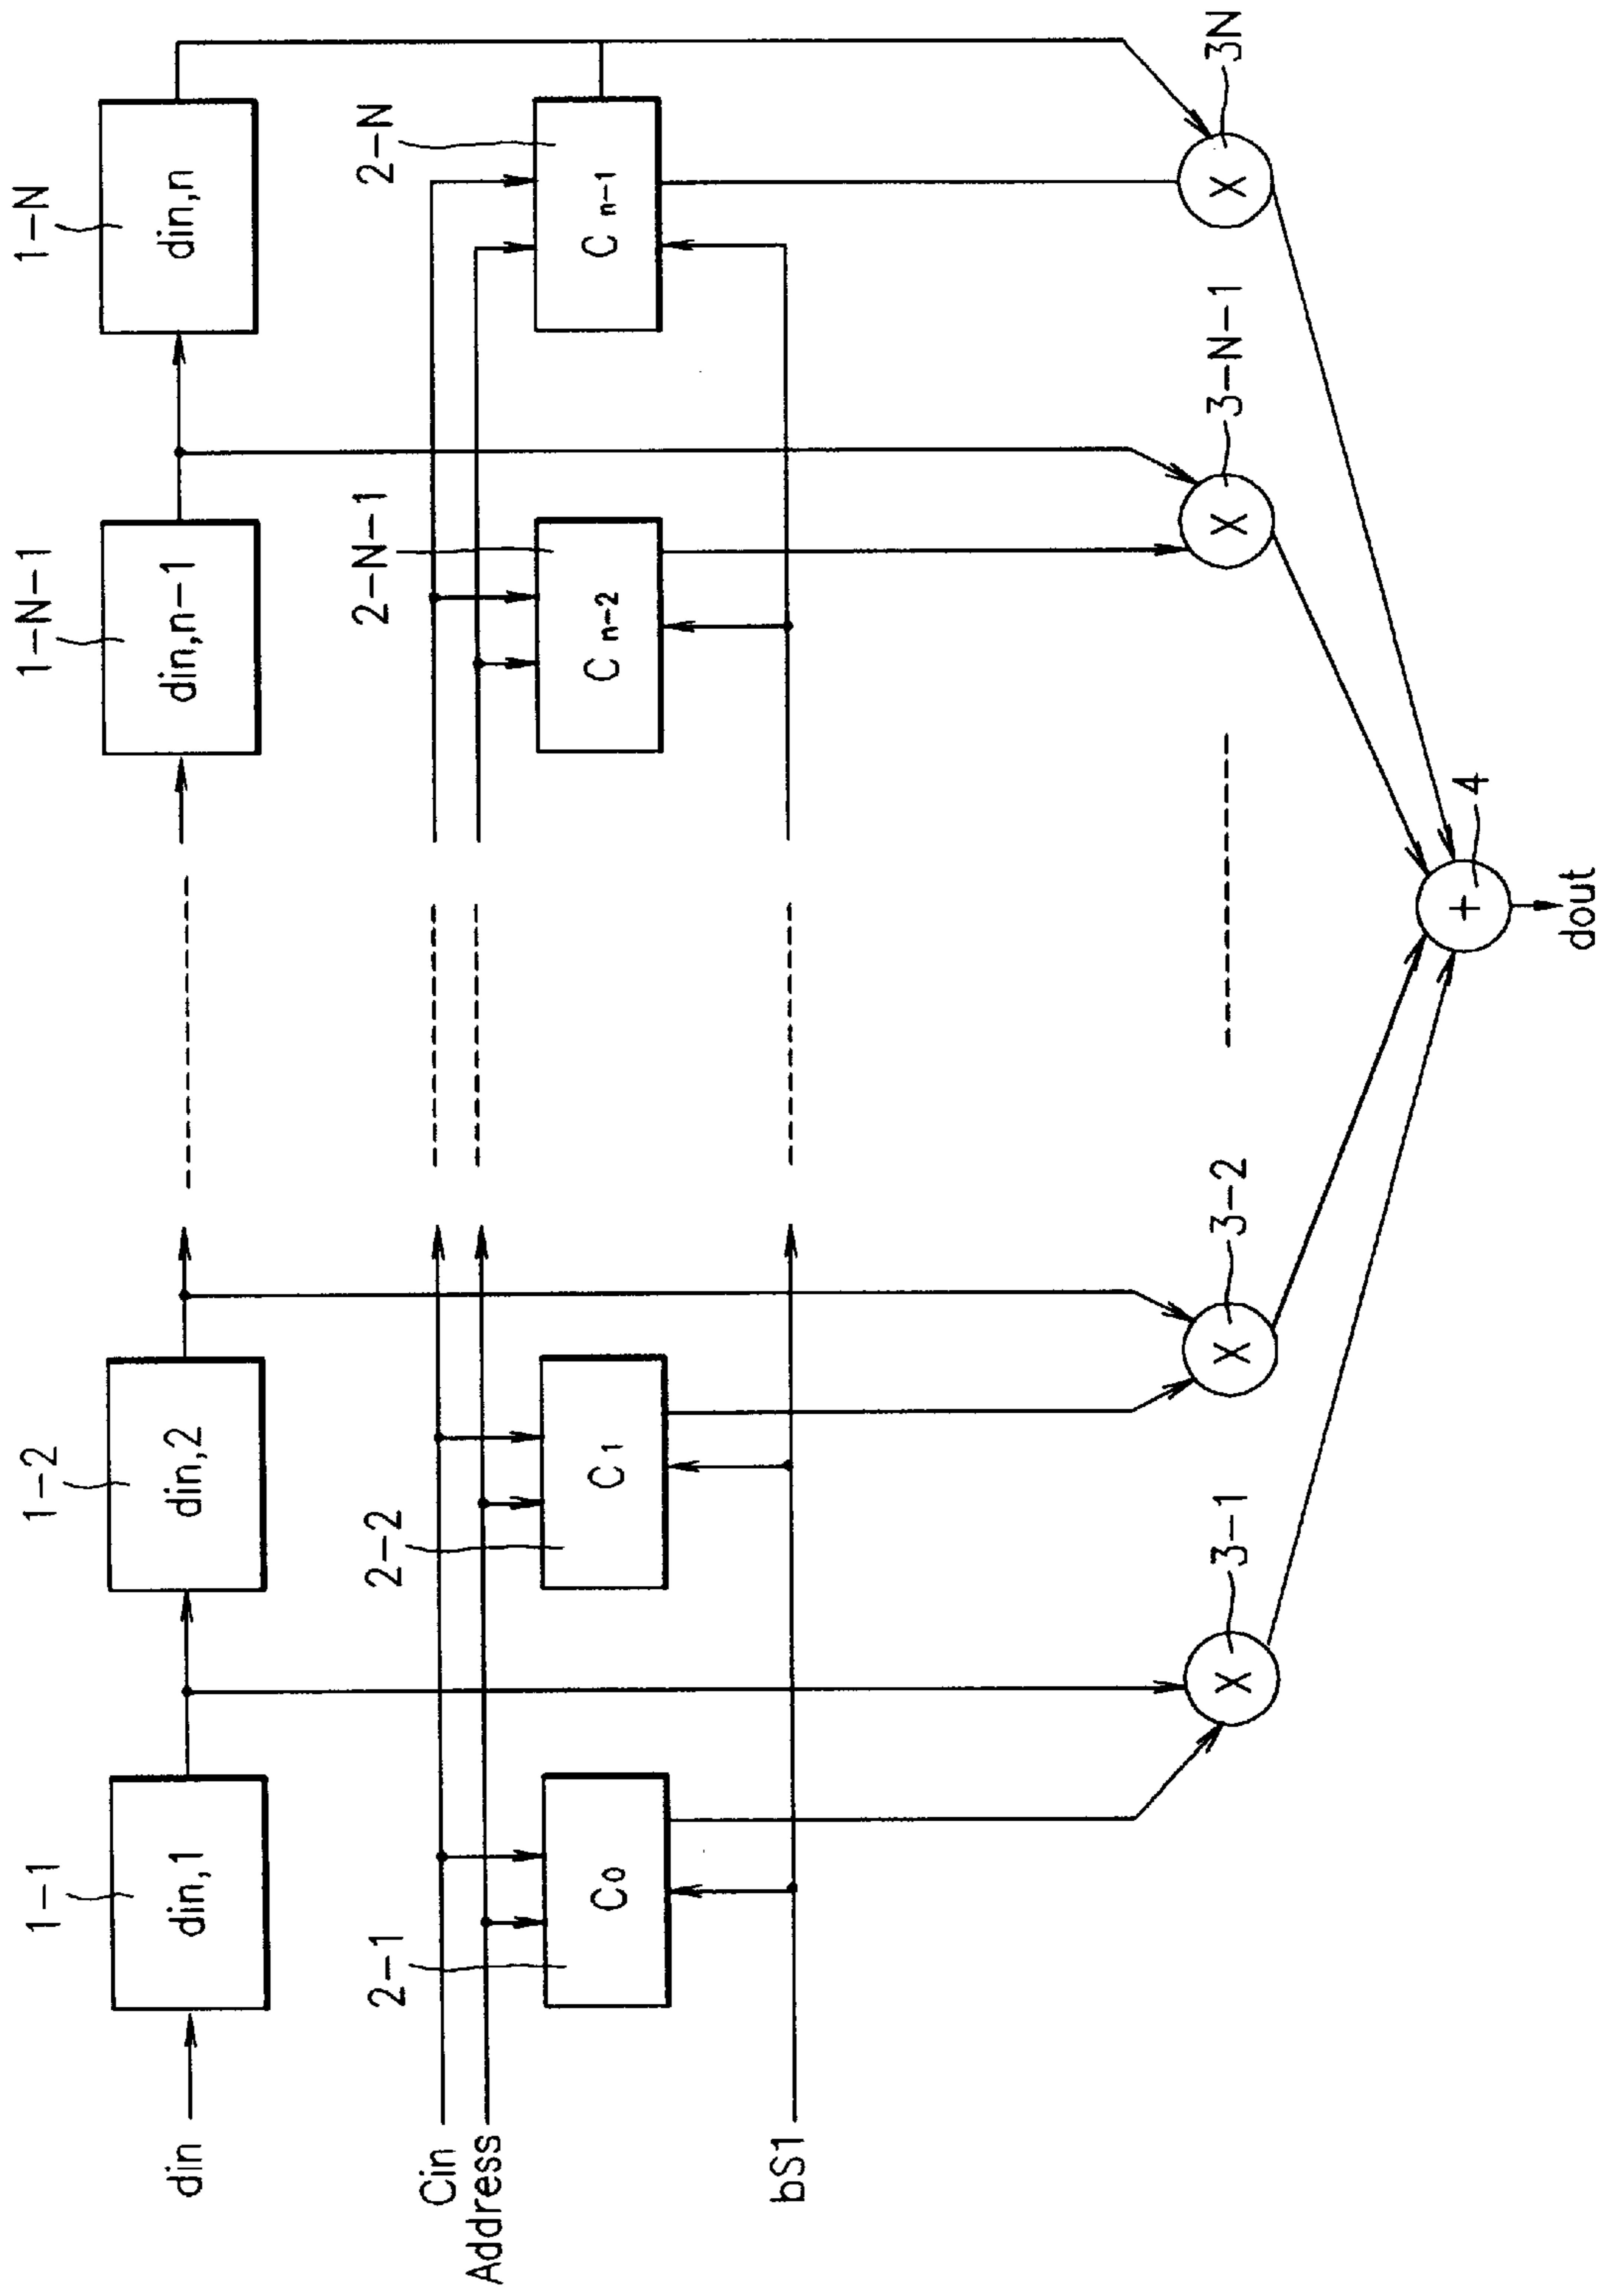 1-1
1-2
1-N-1
1-N
din
din,1
din,2
din,n-1
din,n
2-1
2-2
2-N-1
2-N
Cin
Address
C0
C1
C n-2
C n-1
bS1
3-1
3-2
3-N-1
3N
X
X
X
X
+
4
dout